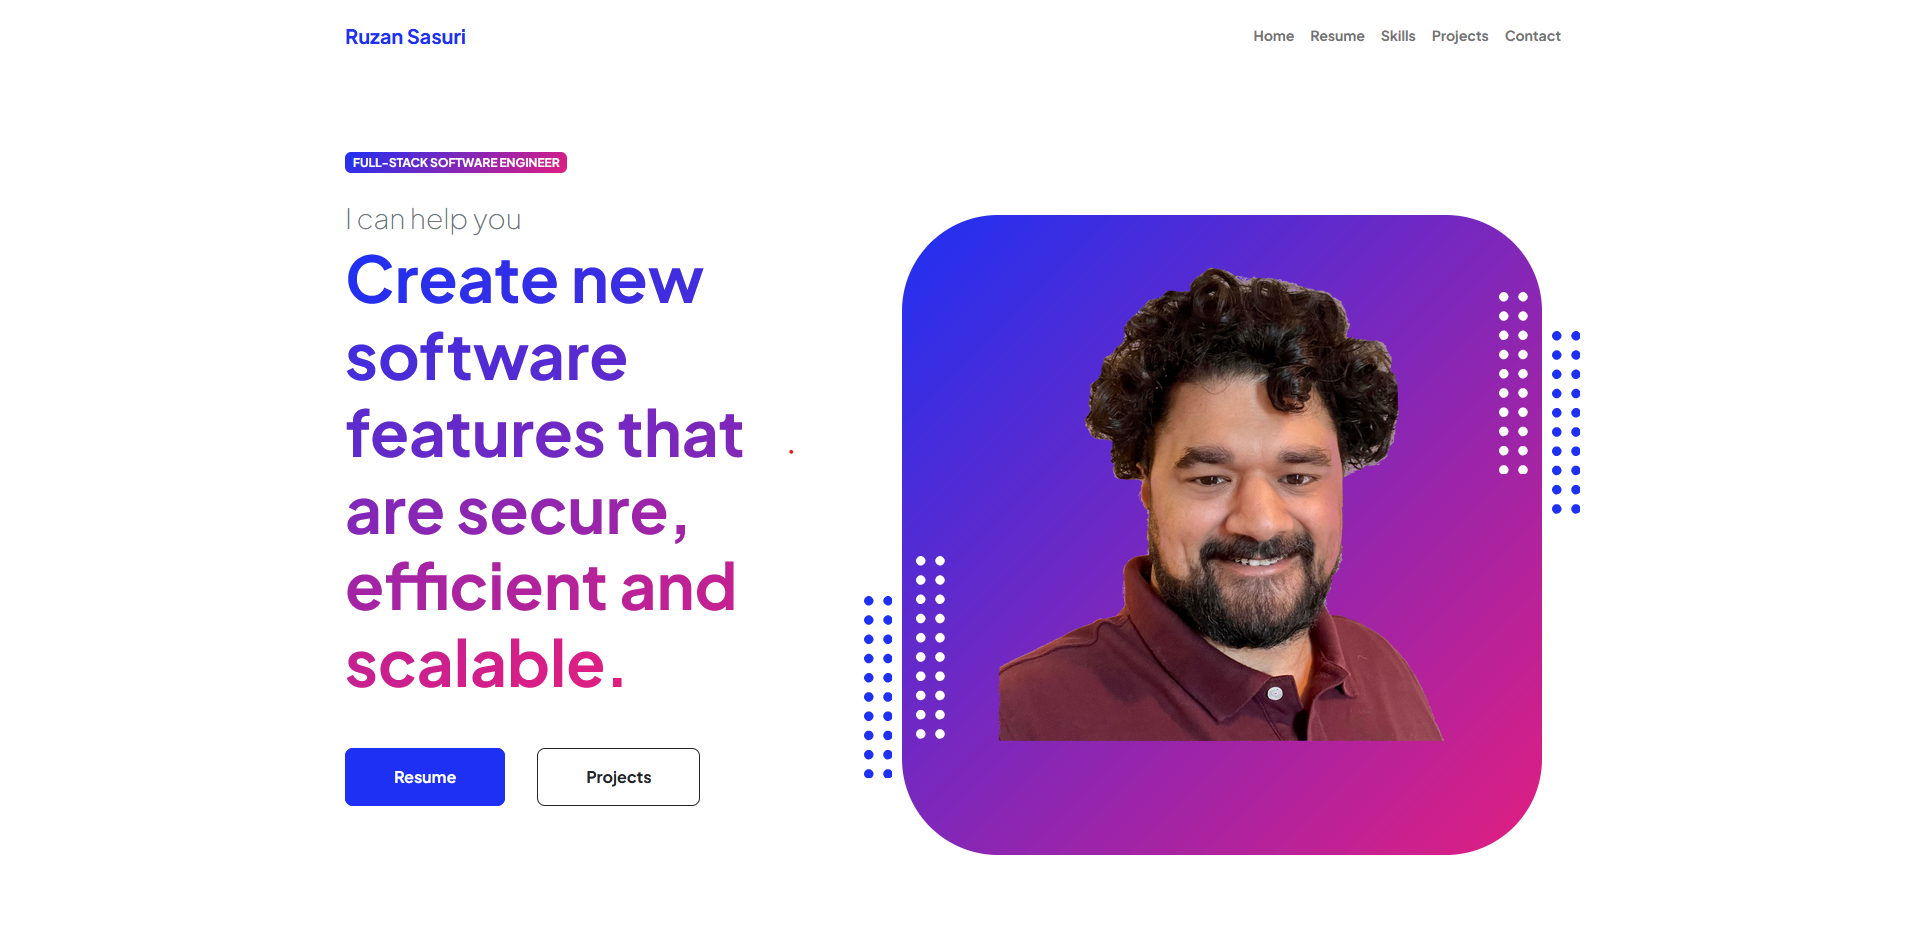 Ruzan Sasuri
Home Resume Skills Projects Contact
FULL-STACK SOFTWARE ENGINEER
I can help you
Create new
software
features that
are secure,
efficient and
scalable.
Resume Projects